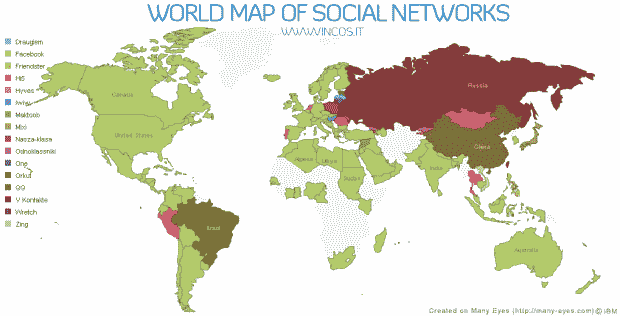 WORLD MAP OF SOCIAL NETWORKS
WWW.VINCOS.IT
Draugiem
Facebook
Friendster
Hi5
Hyves
Iwiw
Maktoob
Mixi
Nasza-klasa
Odnoklassniki
One
Orkut
QQ
V Kontakte
Wretch
Zing
Canada
United States
Brazil
Algeria
Libya
Sudan
Russia
China
India
Australia
Created on Many Eyes (http://many-eyes.com) © IBM